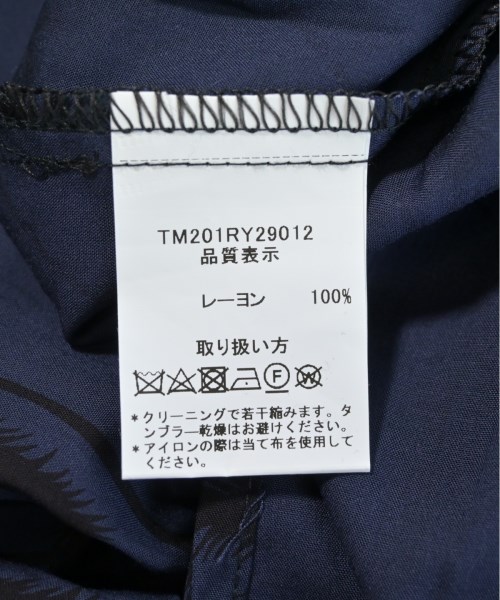 TM201RY29012
品質表示
レーヨン 100%
取り扱い方
F W
*クリーニングで若干縮みます。タ
ンブラー乾燥はお避けください。
*アイロンの際は当て布を使用して
ください。